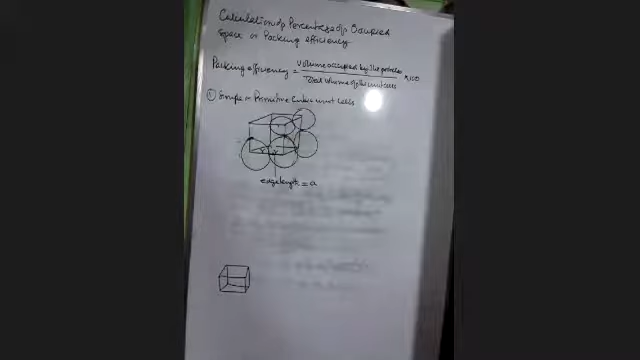 Calculation of Percentage of Occupied
Space or Packing efficiency
Packing efficiency = Volume occupied by the particles / Total volume of the unit cells × 100
① Simple or Primitive Cubic unit cells
r r
edge length = a